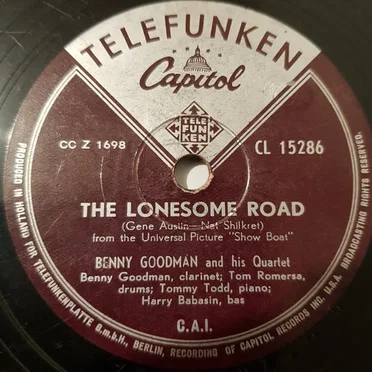 TELEFUNKEN
Capitol
TELE
FUN
KEN
CC Z 1698
CL 15286
THE LONESOME ROAD
(Gene Austin—Nat Shilkret)
from the Universal Picture "Show Boat"
BENNY GOODMAN and his Quartet
Benny Goodman, clarinet; Tom Romersa,
drums; Tommy Todd, piano;
Harry Babasin, bas
C.A.I.
PRODUCED IN HOLLAND FOR TELEFUNKENPLATTE G.m.b.H., BERLIN, RECORDING OF CAPITOL RECORDS INC. U.S.A. BROADCASTING RIGHTS RESERVED.